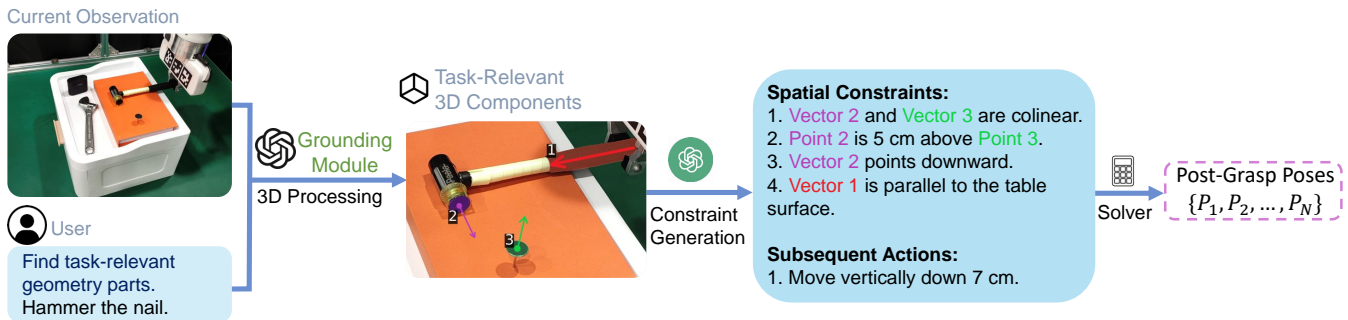 Current Observation
User
Find task-relevant
geometry parts.
Hammer the nail.
Grounding
Module
3D Processing
Task-Relevant
3D Components
1
2
3
Constraint
Generation
Spatial Constraints:
1. Vector 2 and Vector 3 are colinear.
2. Point 2 is 5 cm above Point 3.
3. Vector 2 points downward.
4. Vector 1 is parallel to the table
surface.
Subsequent Actions:
1. Move vertically down 7 cm.
Solver
Post-Grasp Poses
{P₁, P₂, ... , P_N}